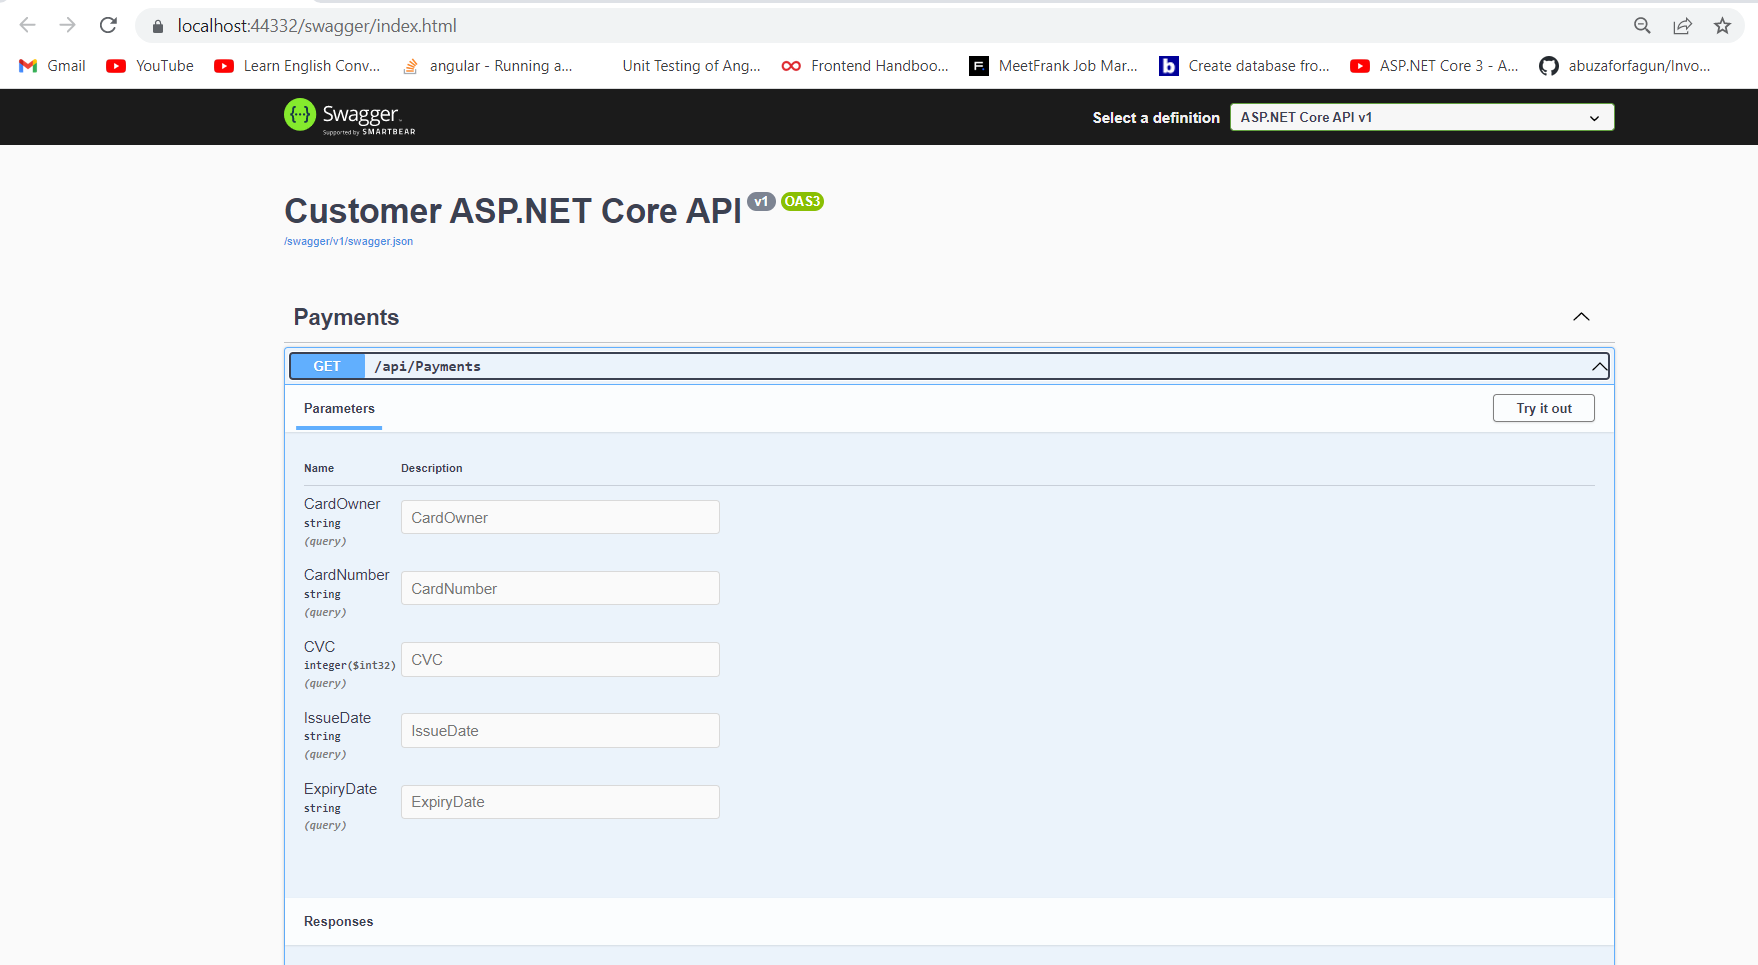 localhost:44332/swagger/index.html
Gmail YouTube Learn English Conv... angular - Running a... Unit Testing of Ang... Frontend Handboo... MeetFrank Job Mar... Create database fro... ASP.NET Core 3 - A... abuzaforfagun/Invo...
Swagger
Supported by SMARTBEAR
Select a definition ASP.NET Core API v1
Customer ASP.NET Core API v1 OAS3
/swagger/v1/swagger.json
Payments
GET /api/Payments
Parameters Try it out
Name Description
CardOwner
string
(query)
CardOwner
CardNumber
string
(query)
CardNumber
CVC
integer($int32)
(query)
CVC
IssueDate
string
(query)
IssueDate
ExpiryDate
string
(query)
ExpiryDate
Responses